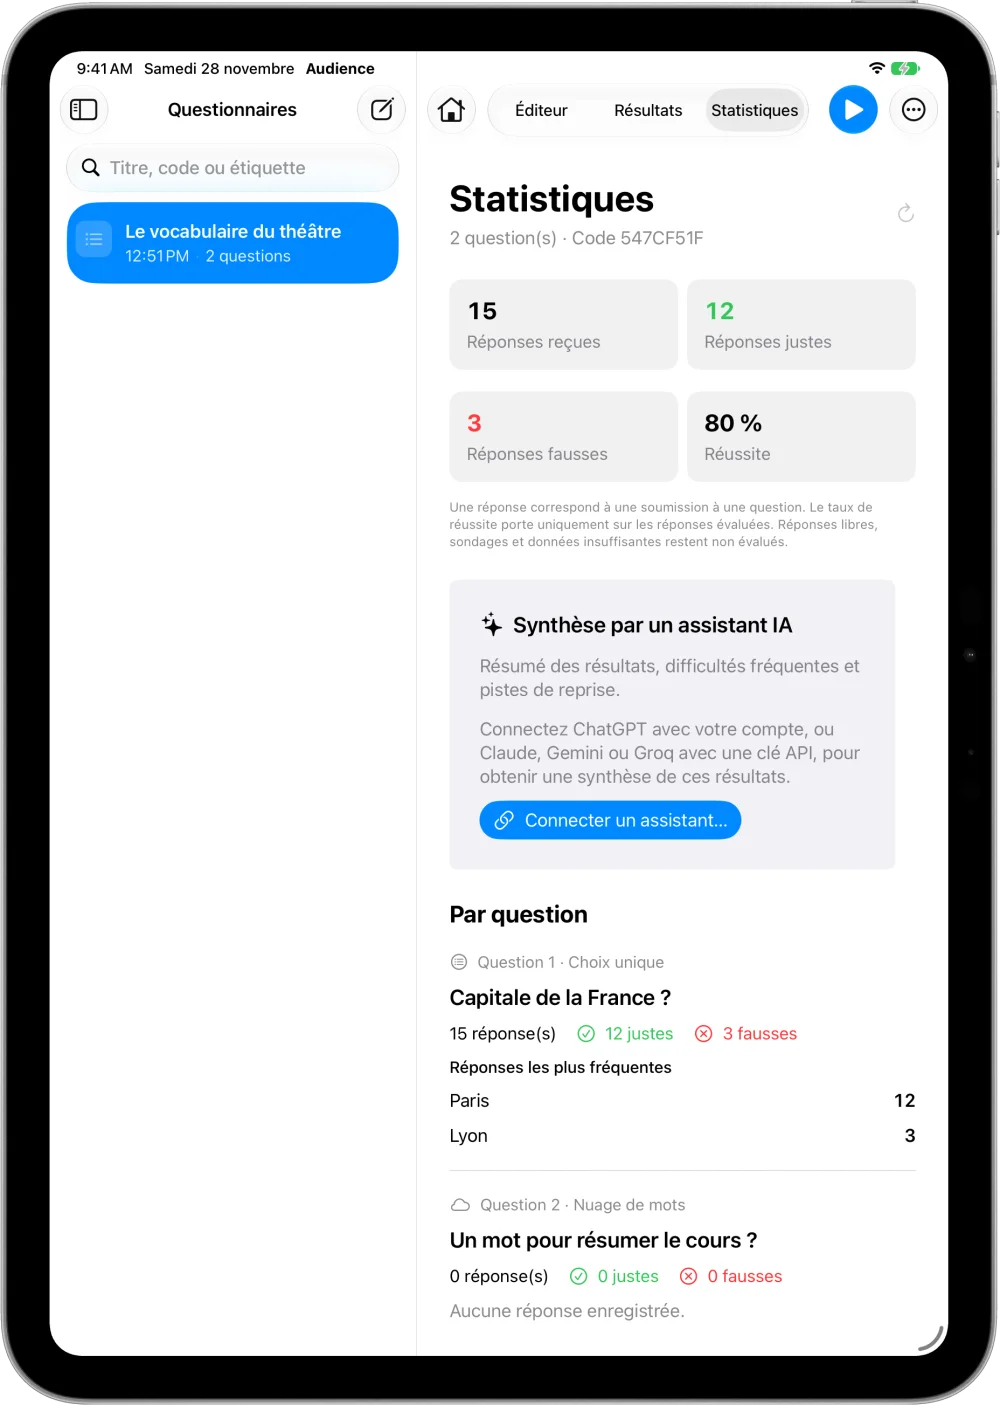 9:41 AM Samedi 28 novembre Audience
Questionnaires
Titre, code ou étiquette
Le vocabulaire du théâtre
12:51 PM · 2 questions
Éditeur Résultats Statistiques
Statistiques
2 question(s) · Code 547CF51F
15
Réponses reçues
12
Réponses justes
3
Réponses fausses
80 %
Réussite
Une réponse correspond à une soumission à une question. Le taux de
réussite porte uniquement sur les réponses évaluées. Réponses libres,
sondages et données insuffisantes restent non évalués.
Synthèse par un assistant IA
Résumé des résultats, difficultés fréquentes et
pistes de reprise.
Connectez ChatGPT avec votre compte, ou
Claude, Gemini ou Groq avec une clé API, pour
obtenir une synthèse de ces résultats.
Connecter un assistant...
Par question
Question 1 · Choix unique
Capitale de la France ?
15 réponse(s) 12 justes 3 fausses
Réponses les plus fréquentes
Paris 12
Lyon 3
Question 2 · Nuage de mots
Un mot pour résumer le cours ?
0 réponse(s) 0 justes 0 fausses
Aucune réponse enregistrée.